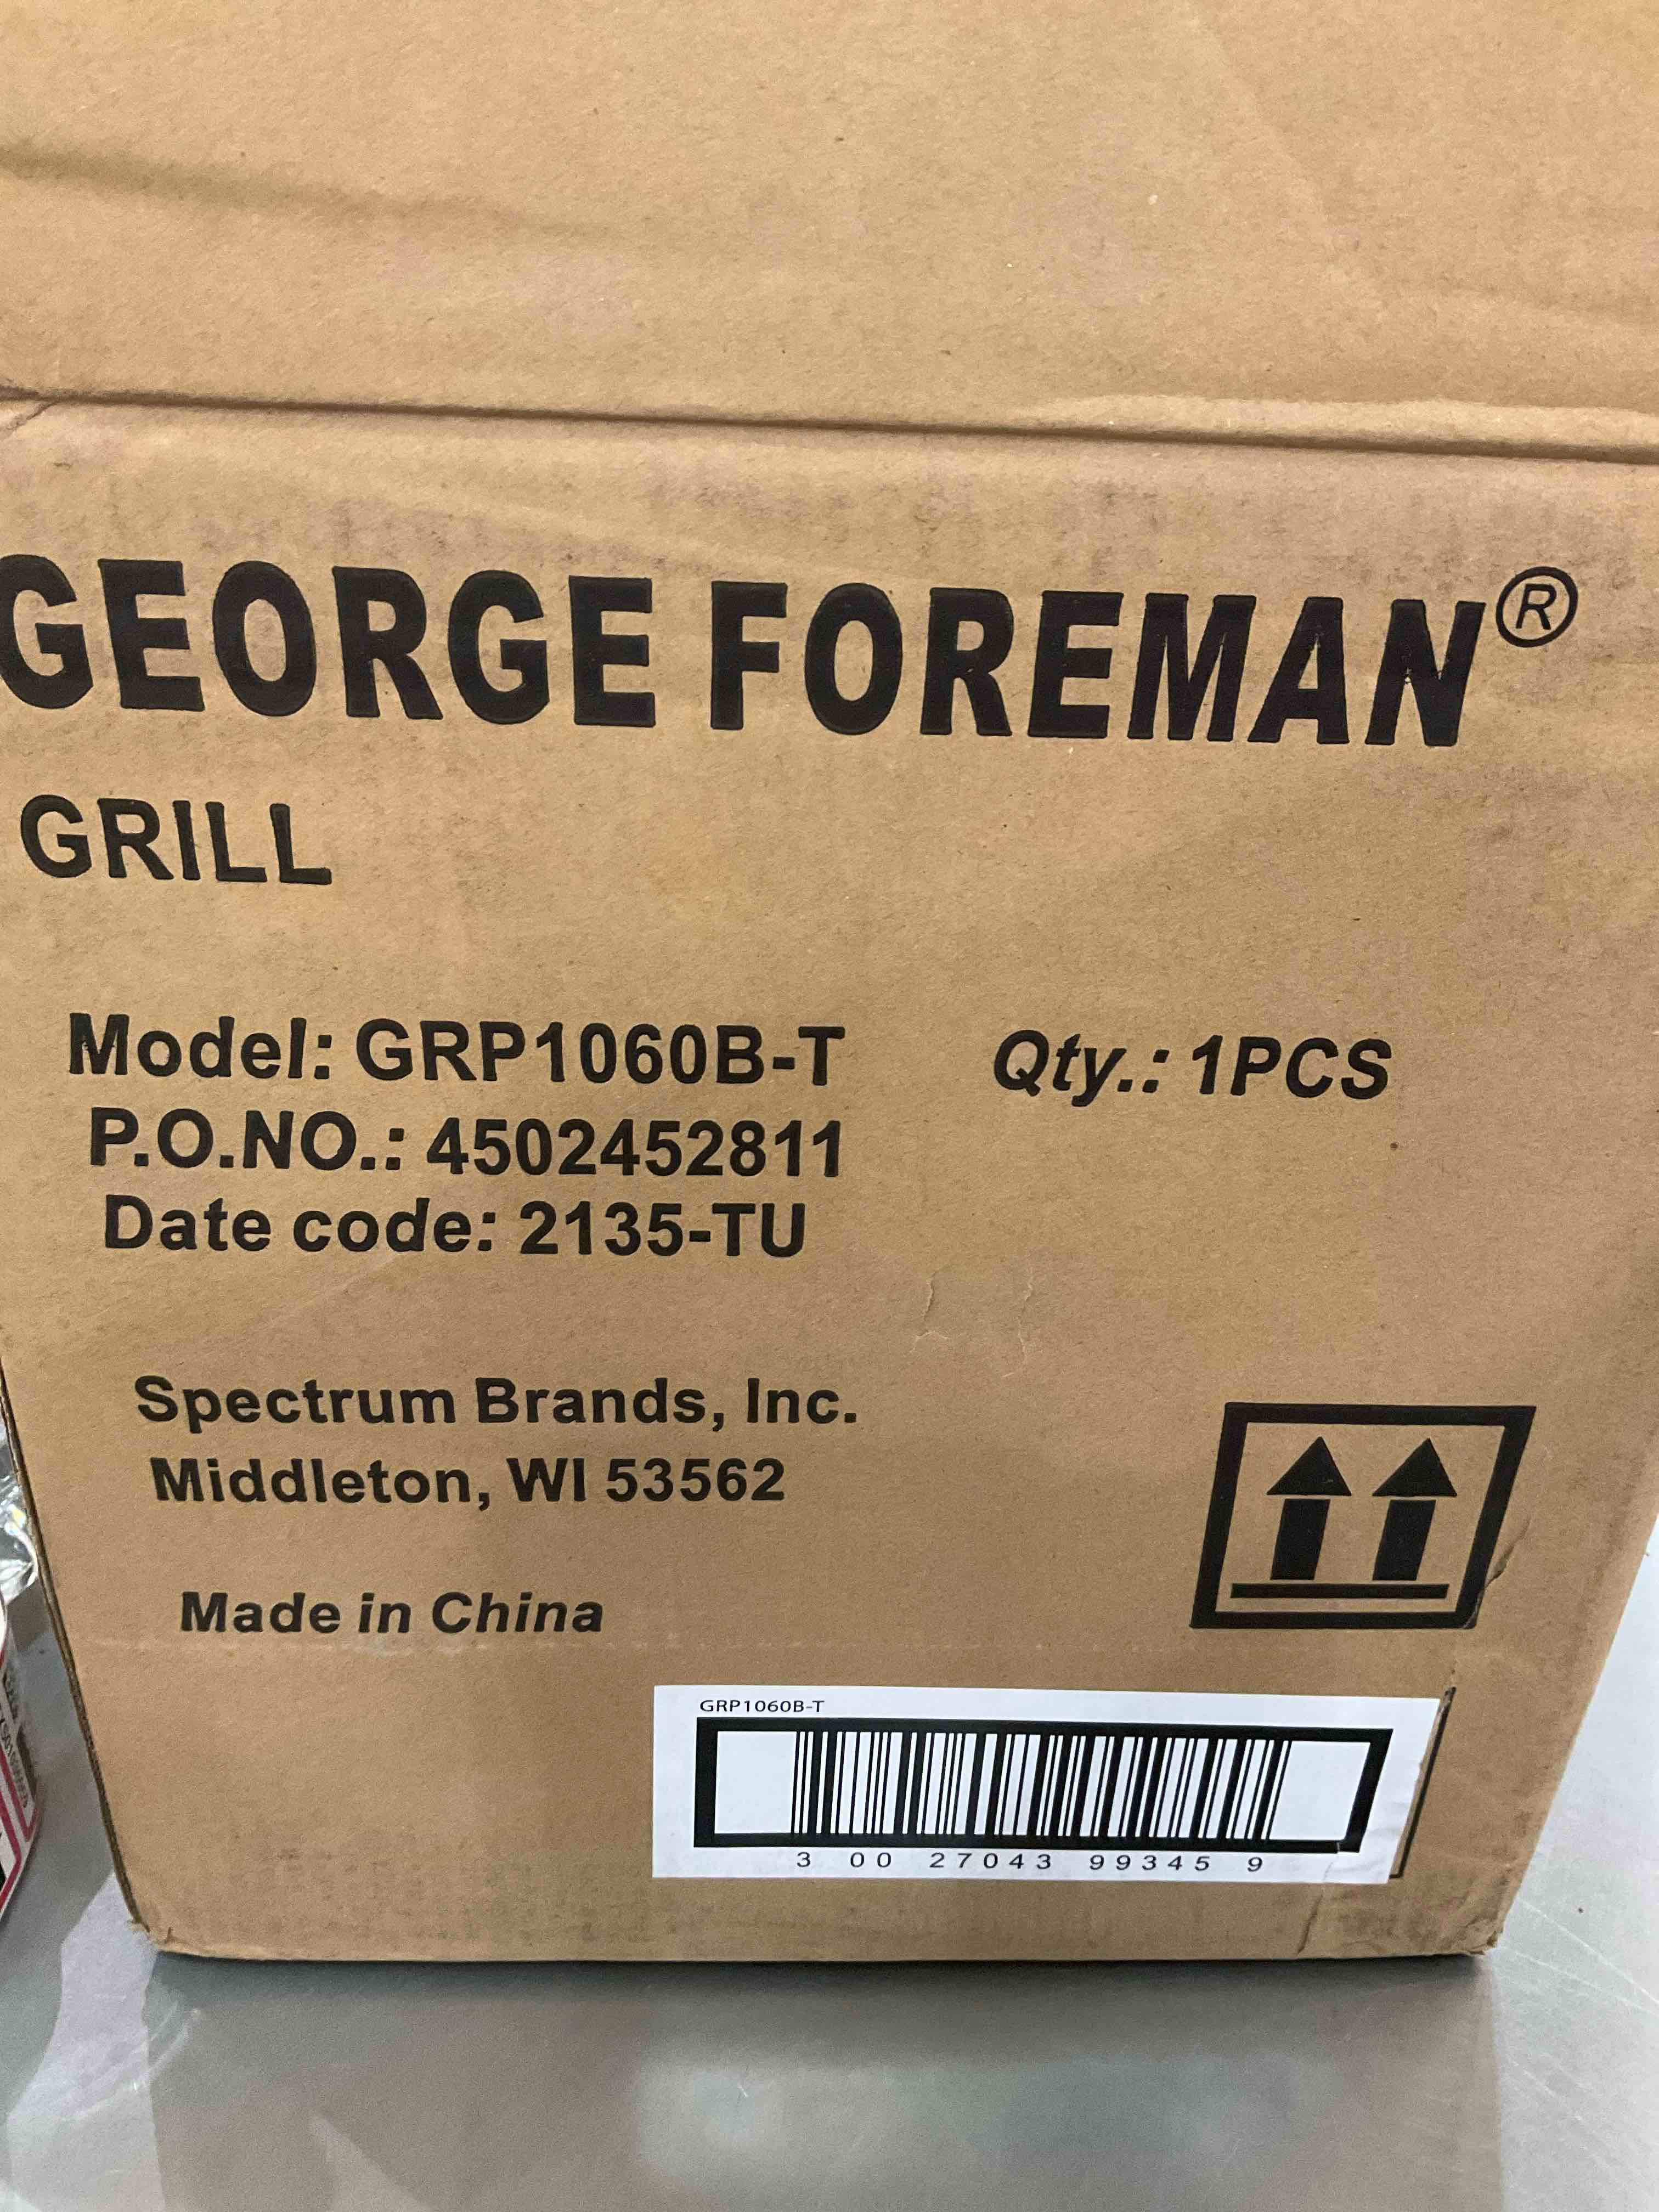 GEORGE FOREMAN®
GRILL
Model: GRP1060B-T Qty.: 1PCS
P.O.NO.: 4502452811
Date code: 2135-TU
Spectrum Brands, Inc.
Middleton, WI 53562
Made in China
GRP1060B-T
3 00 27043 99345 9